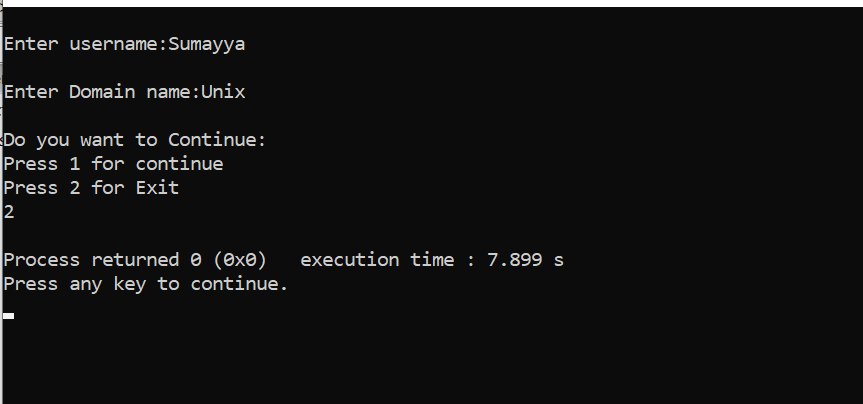 Enter username:Sumayya
Enter Domain name:Unix
Do you want to Continue:
Press 1 for continue
Press 2 for Exit
2
Process returned 0 (0x0)   execution time : 7.899 s
Press any key to continue.